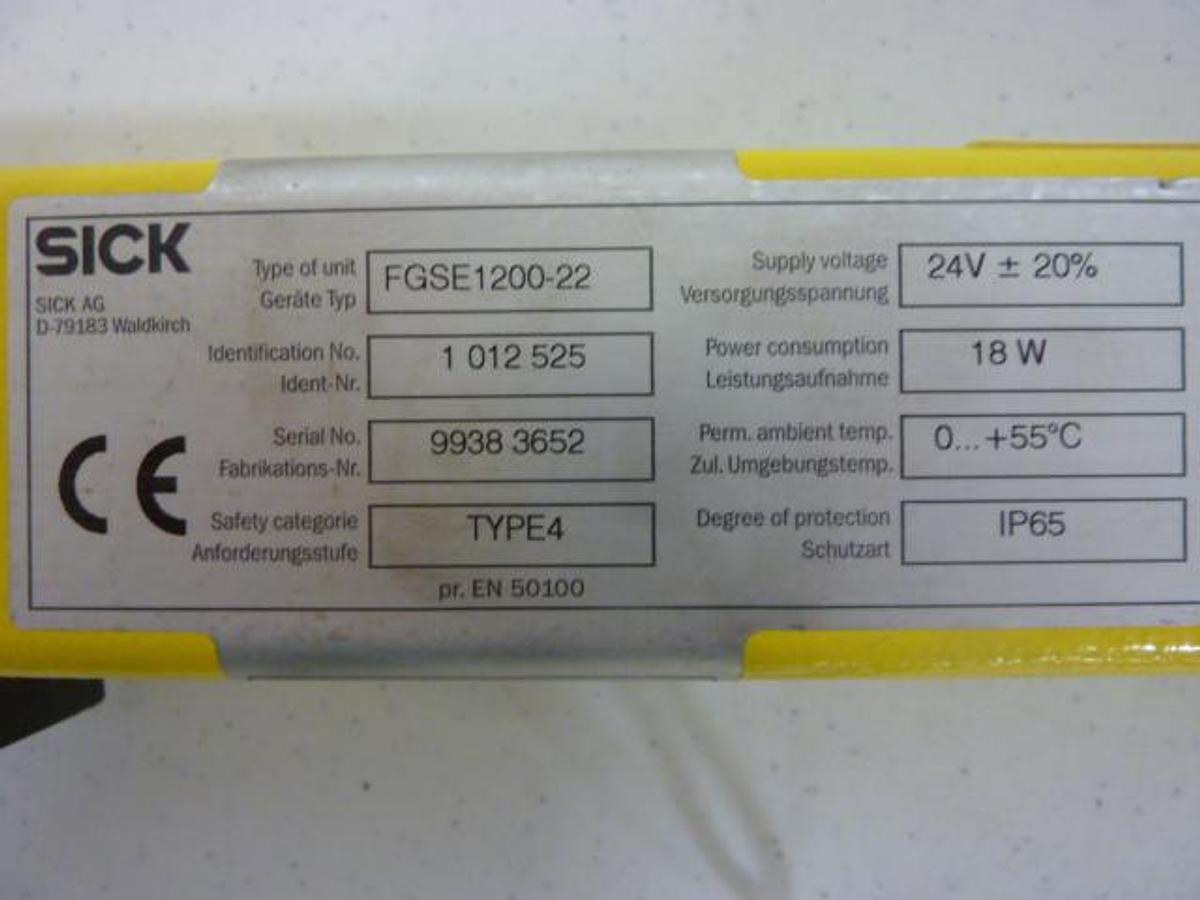 SICK
SICK AG
D-79183 Waldkirch
Type of unit
Geräte Typ
FGSE1200-22
Identification No.
Ident-Nr.
1 012 525
Serial No.
Fabrikations-Nr.
9938 3652
Safety categorie
Anforderungsstufe
TYPE4
pr. EN 50100
CE
Supply voltage
Versorgungsspannung
24V ± 20%
Power consumption
Leistungsaufnahme
18 W
Perm. ambient temp.
Zul. Umgebungstemp.
0... +55°C
Degree of protection
Schutzart
IP65